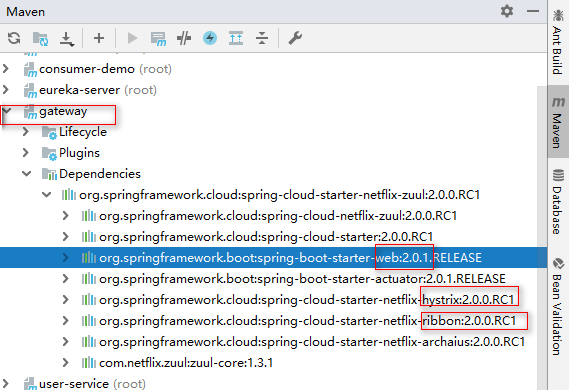 Maven
consumer-demo (root)
eureka-server (root)
gateway
Lifecycle
Plugins
Dependencies
org.springframework.cloud:spring-cloud-starter-netflix-zuul:2.0.0.RC1
org.springframework.cloud:spring-cloud-netflix-zuul:2.0.0.RC1
org.springframework.cloud:spring-cloud-starter:2.0.0.RC1
org.springframework.boot:spring-boot-starter-web:2.0.1.RELEASE
org.springframework.boot:spring-boot-starter-actuator:2.0.1.RELEASE
org.springframework.cloud:spring-cloud-starter-netflix-hystrix:2.0.0.RC1
org.springframework.cloud:spring-cloud-starter-netflix-ribbon:2.0.0.RC1
org.springframework.cloud:spring-cloud-starter-netflix-archaius:2.0.0.RC1
com.netflix.zuul:zuul-core:1.3.1
user-service (root)
Ant Build
Maven
Database
Bean Validation